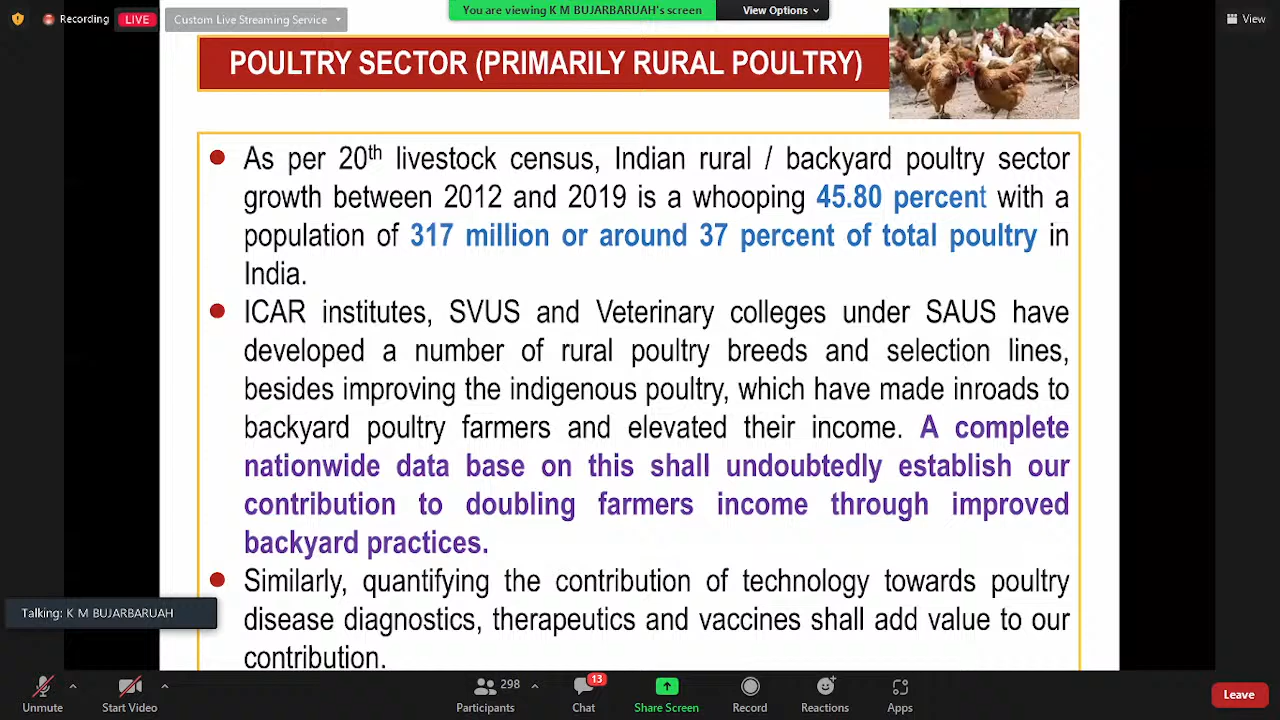 You are viewing K M BUJARBARUAH's screen
View Options
Recording
LIVE
Custom Live Streaming Service
View
POULTRY SECTOR (PRIMARILY RURAL POULTRY)
As per 20th livestock census, Indian rural / backyard poultry sector
growth between 2012 and 2019 is a whooping 45.80 percent with a
population of 317 million or around 37 percent of total poultry in
India.
ICAR institutes, SVUS and Veterinary colleges under SAUS have
developed a number of rural poultry breeds and selection lines,
besides improving the indigenous poultry, which have made inroads to
backyard poultry farmers and elevated their income. A complete
nationwide data base on this shall undoubtedly establish our
contribution to doubling farmers income through improved
backyard practices.
Similarly, quantifying the contribution of technology towards poultry
disease diagnostics, therapeutics and vaccines shall add value to our
contribution.
Talking: K M BUJARBARUAH
Unmute
Start Video
298
Participants
13
Chat
Share Screen
Record
Reactions
Apps
Leave